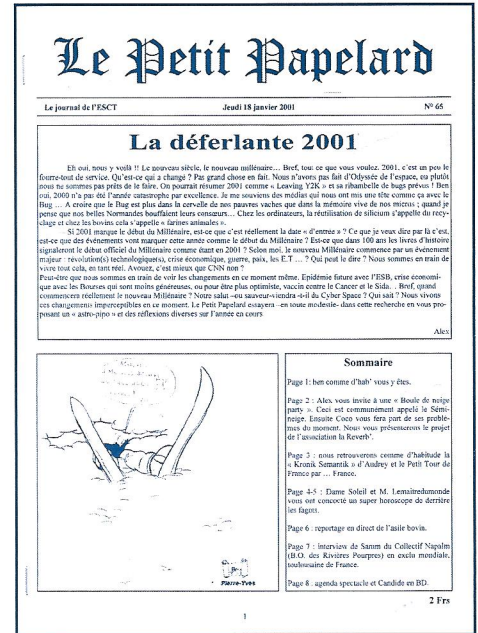 Le Petit Papelard
Le journal de l'ESCT
Jeudi 18 janvier 2001
N° 65
La déferlante 2001
Eh oui, nous y voilà !! Le nouveau siècle, le nouveau millénaire... Bref, tout ce que vous voulez. 2001, c'est un peu le
fourre-tout de service. Qu'est-ce qui a changé ? Pas grand chose en fait. Nous n'avons pas fait d'Odyssée de l'espace, ou plutôt
nous ne sommes pas prêts de le faire. On pourrait résumer 2001 comme « Leaving Y2K » et sa ribambelle de bugs prévus ! Ben
oui, 2000 n'a pas été l'année catastrophe par excellence. Je me souviens des médias qui nous ont mis une tête comme ça avec le
Bug ... A croire que le Bug est plus dans la cervelle de nos pauvres vaches que dans la mémoire vive de nos micros ; quand je
pense que nos belles Normandes bouffaient leurs consœurs... Chez les ordinateurs, la réutilisation de silicium s'appelle du recy-
clage et chez les bovins cela s'appelle « farines animales ».
Si 2001 marque le début du Millénaire, est-ce que c'est réellement la date « d'entrée » ? Ce que je veux dire par là c'est,
est-ce que des événements vont marquer cette année comme le début du Millénaire ? Est-ce que dans 100 ans les livres d'histoire
signaleront le début officiel du Millénaire comme étant en 2001 ? Selon moi, le nouveau Millénaire commence par un événement
majeur : révolution(s) technologique(s), crise économique, guerre, paix, les E.T ... ? Qui peut le dire ? Nous sommes en train de
vivre tout cela, en tant réel. Avouez, c'est mieux que CNN non ?
Peut-être que nous sommes en train de voir les changements en ce moment même. Epidémie future avec l'ESB, crise économi-
que avec les Bourses qui sont moins généreuses, ou pour être plus optimiste, vaccin contre le Cancer et le Sida. . Bref, quand
commencera réellement le nouveau Millénaire ? Notre salut –ou sauveur–viendra -t-il du Cyber Space ? Qui sait ? Nous vivons
ces changements imperceptibles en ce moment. Le Petit Papelard essayera –en toute modestie- dans cette recherche en vous pro-
posant un « astro-pipo » et des réflexions diverses sur l'année en cours
Alex
Pierre-Yves
Sommaire
Page 1: ben comme d'hab' vous y êtes.
Page 2 : Alex vous invite à une « Boule de neige
party ». Ceci est communément appelé le Sémi-
neige. Ensuite Coco vous fera part de ses problè-
mes du moment. Nous vous présenterons le projet
de l'association la Reverb'.
Page 3 : nous retrouverons comme d'habitude la
« Kronik Semantik » d'Audrey et le Petit Tour de
France par ... France.
Page 4-5 : Dame Soleil et M. Lemaitredumonde
vous ont concocté un super horoscope de derrière
les fagots.
Page 6 : reportage en direct de l'asile bovin.
Page 7 : interview de Samm du Collectif Napalm
(B.O. des Rivières Pourpres) en exclu mondiale,
toulousaine de France.
Page 8 : agenda spectacle et Candide en BD.
2 Frs
1